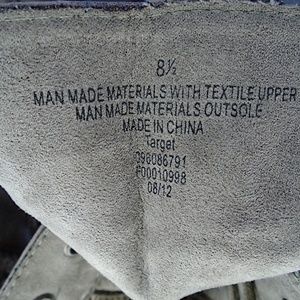 8½
MAN MADE MATERIALS WITH TEXTILE UPPER
MAN MADE MATERIALS OUTSOLE
MADE IN CHINA
Target
096086791
F00010998
08/12